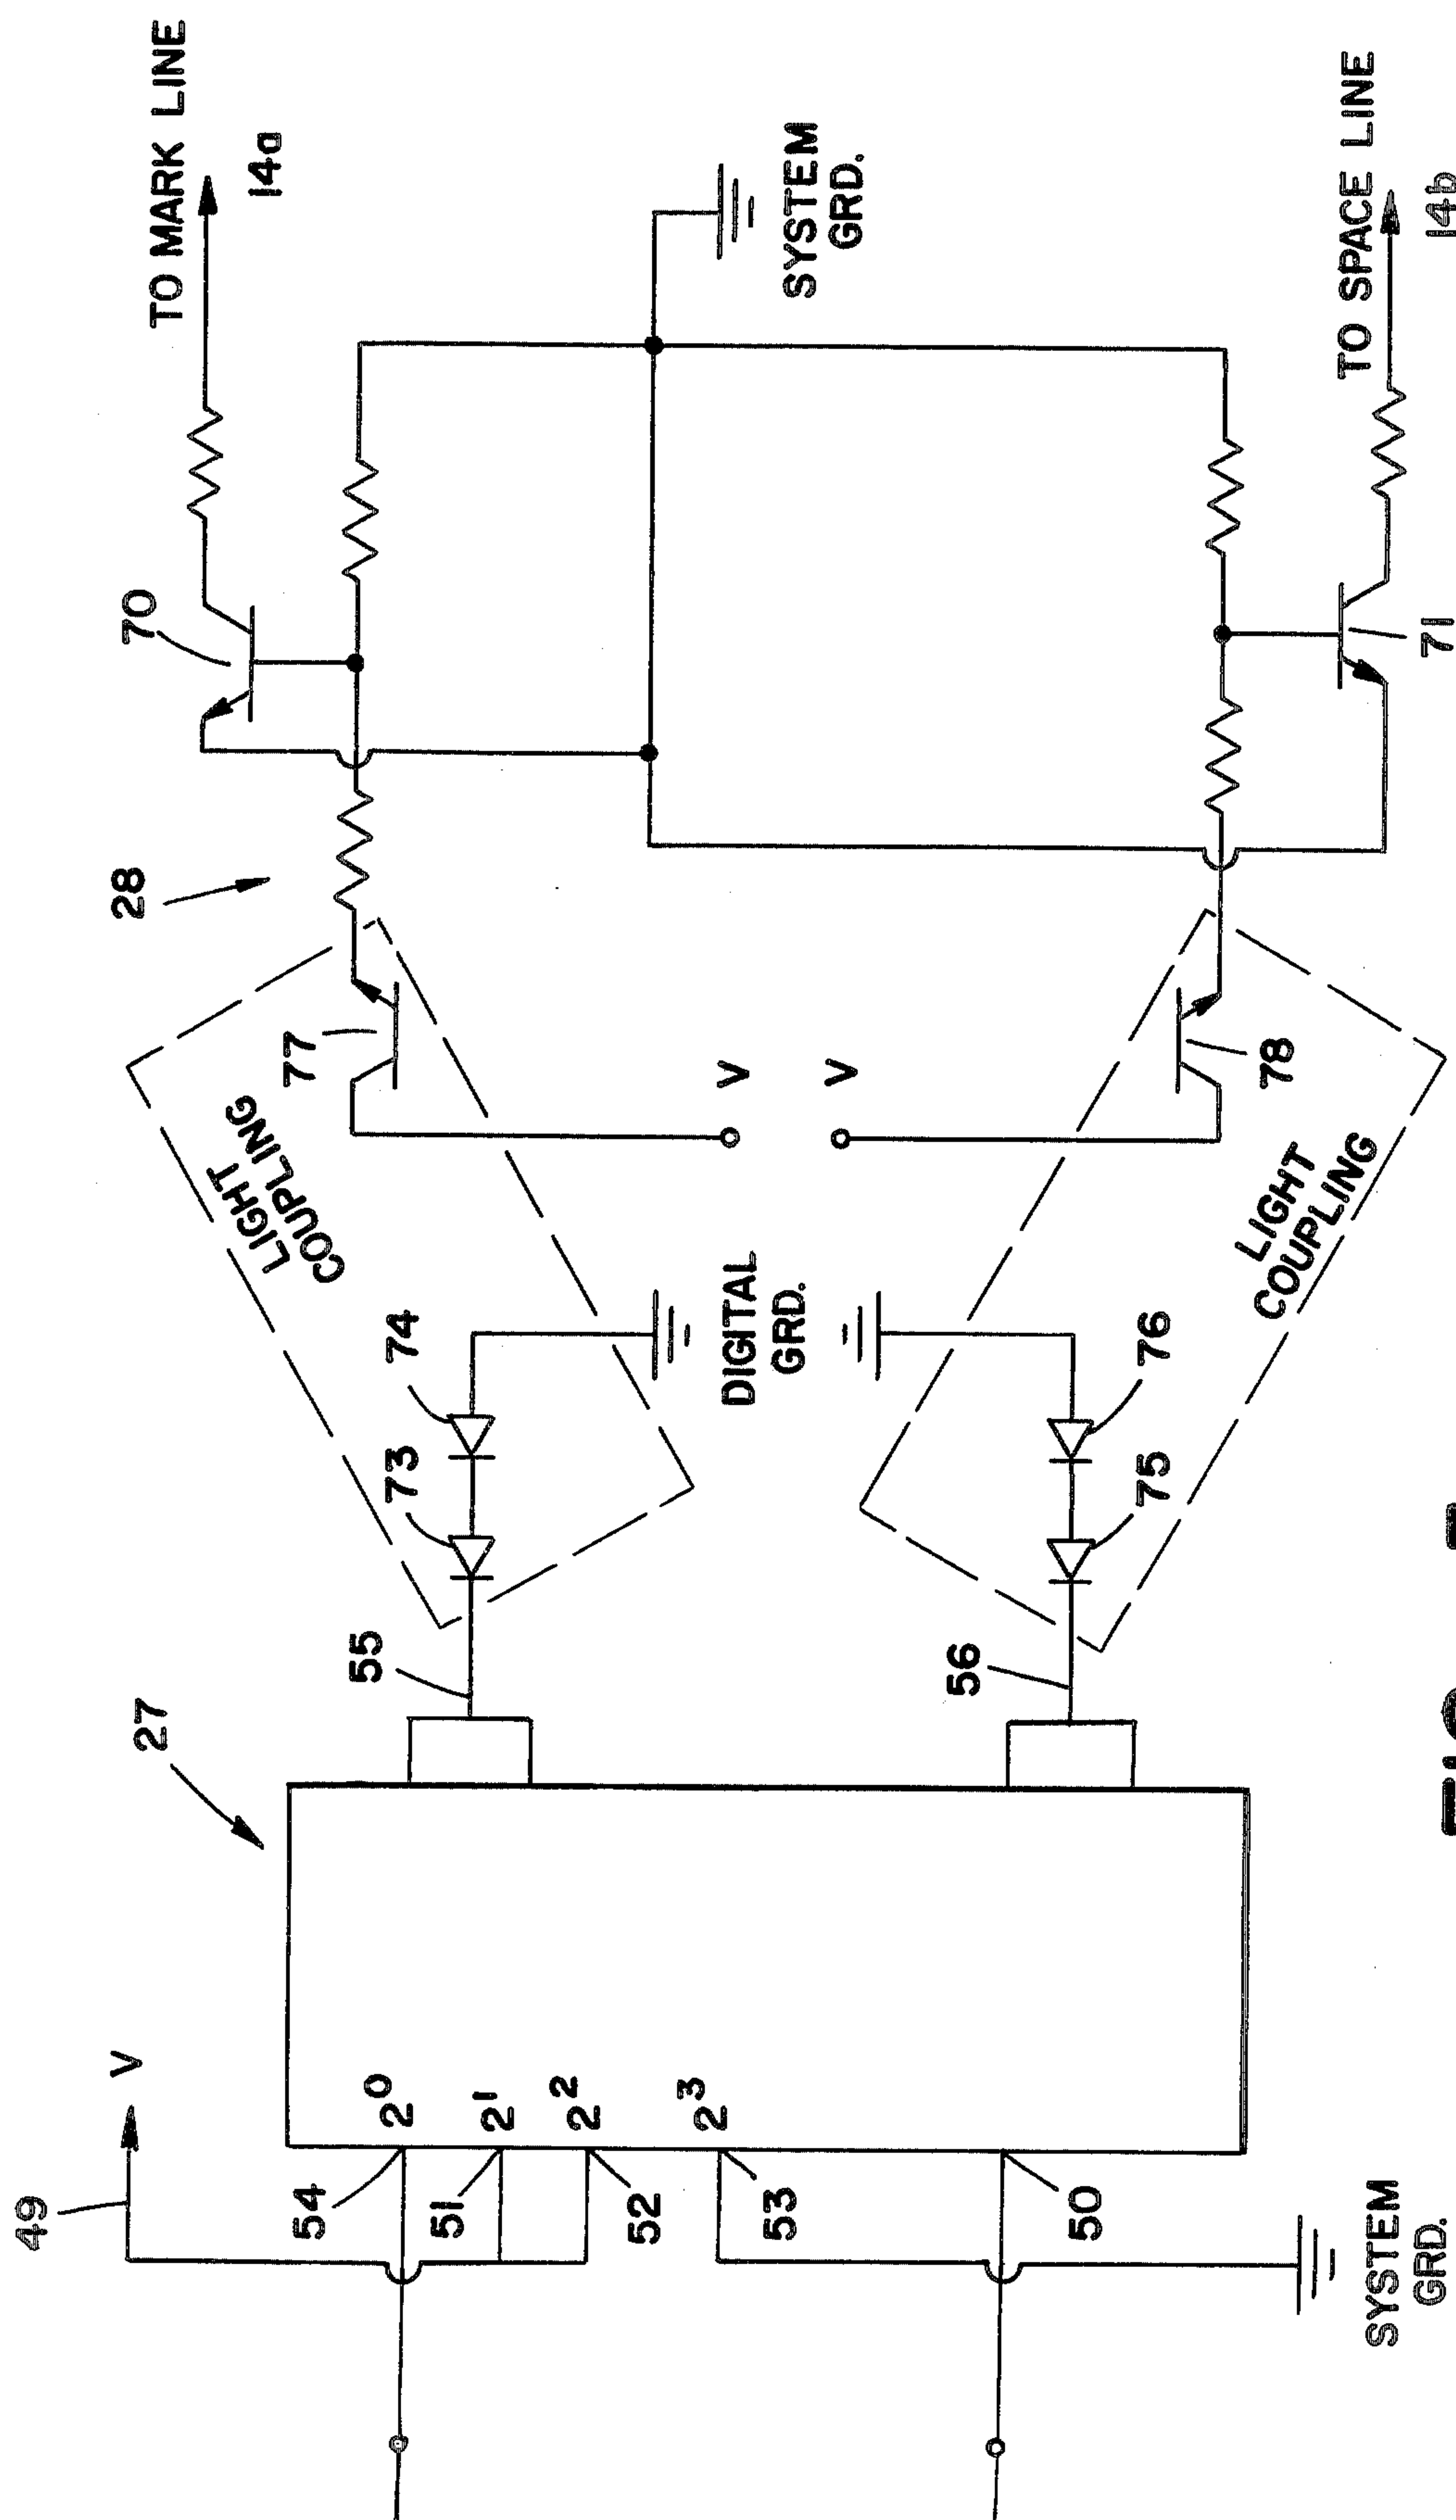 49
V
54
2⁰
51
2¹
52
2²
53
2³
50
SYSTEM
GRD.
27
55
56
73
74
75
76
DIGITAL
GRD.
LIGHT
COUPLING
LIGHT
COUPLING
77
78
V
V
28
70
71
TO MARK LINE
14a
SYSTEM
GRD.
TO SPACE LINE
14b